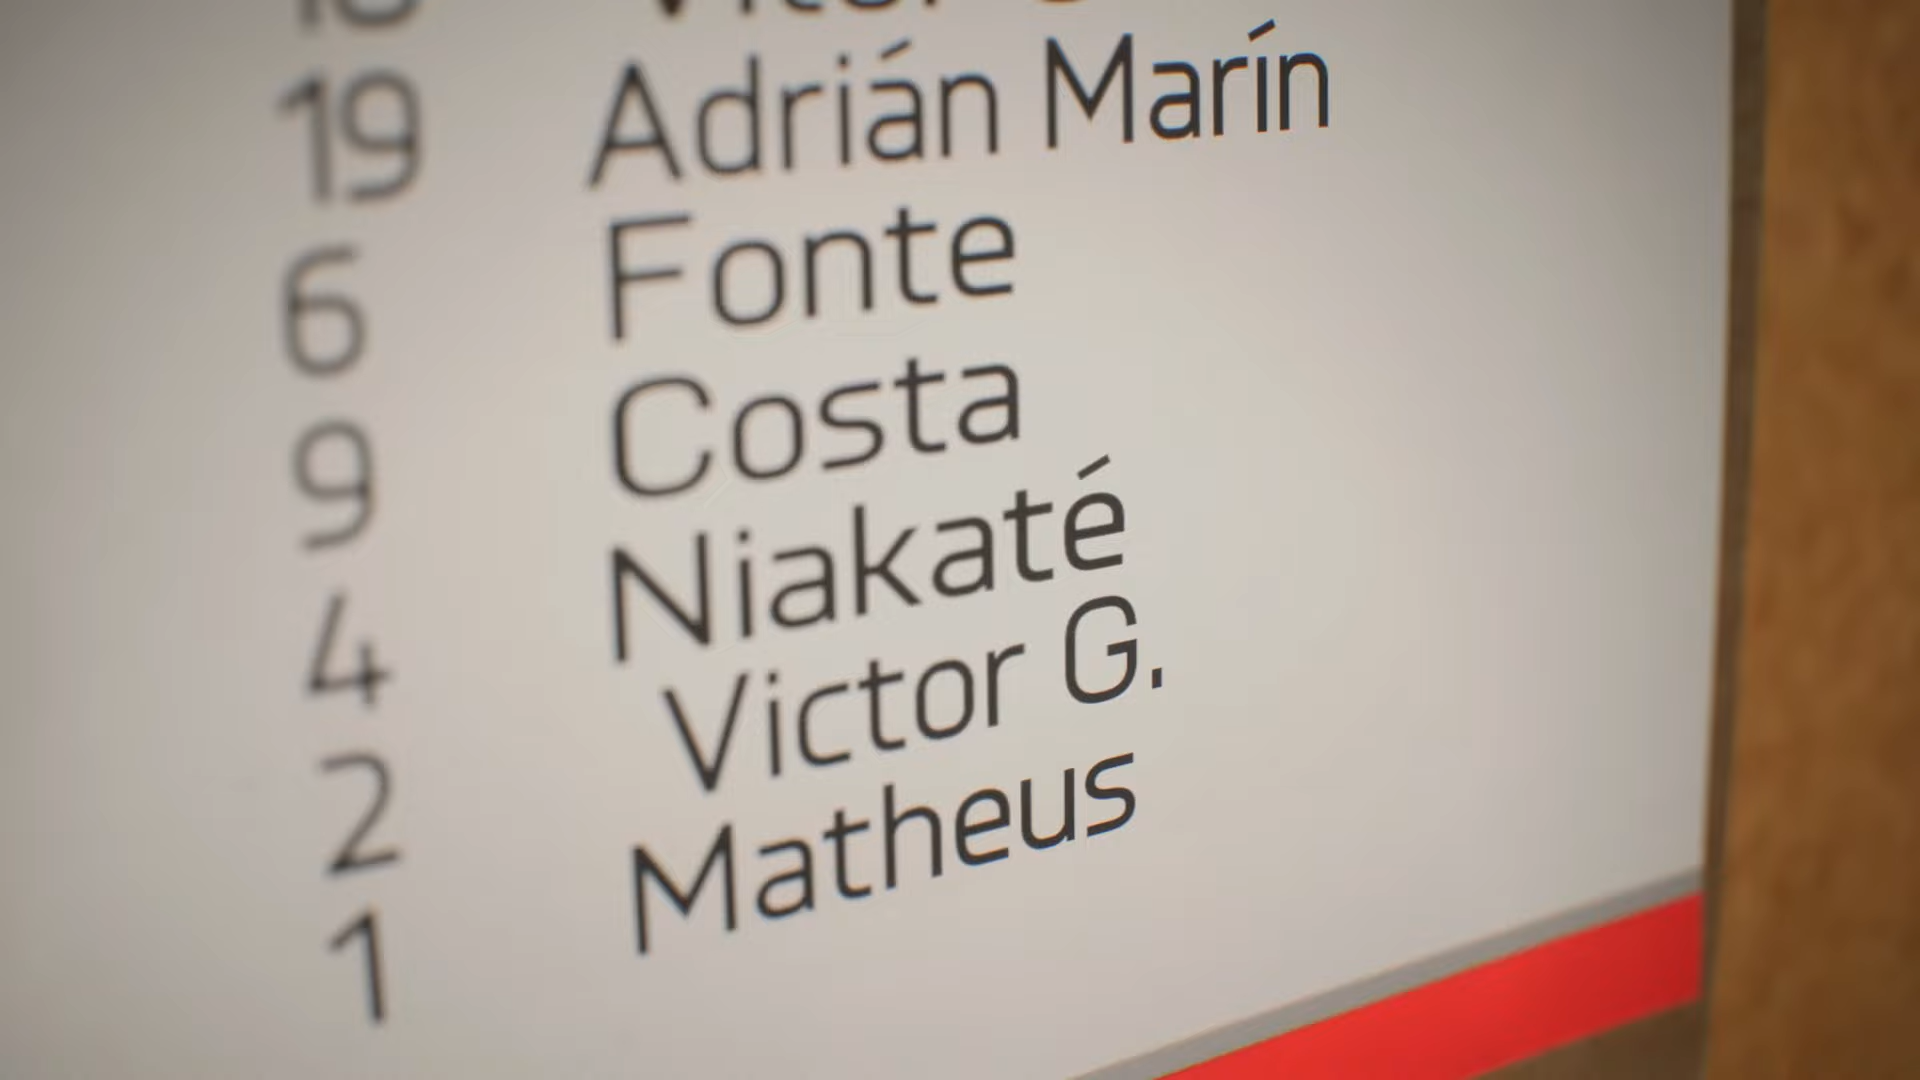 19 Adrián Marín
6 Fonte
9 Costa
4 Niakaté
2 Victor G.
1 Matheus